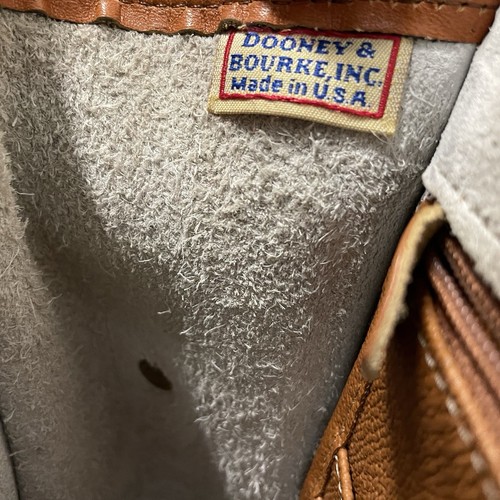 DOONEY &
BOURKE, INC.
Made in U.S.A